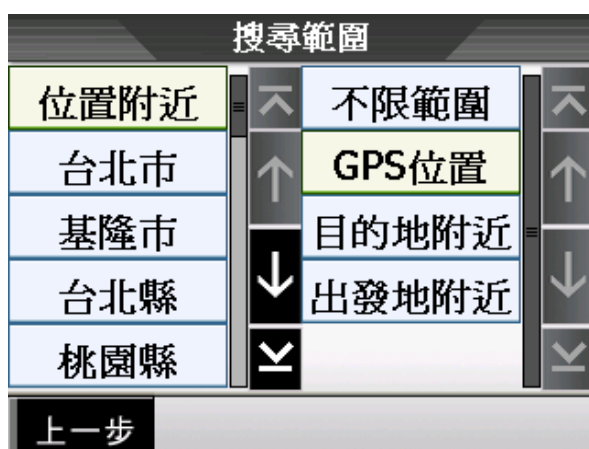 搜尋範圍
位置附近
台北市
基隆市
台北縣
桃園縣
不限範圍
GPS位置
目的地附近
出發地附近
上一步